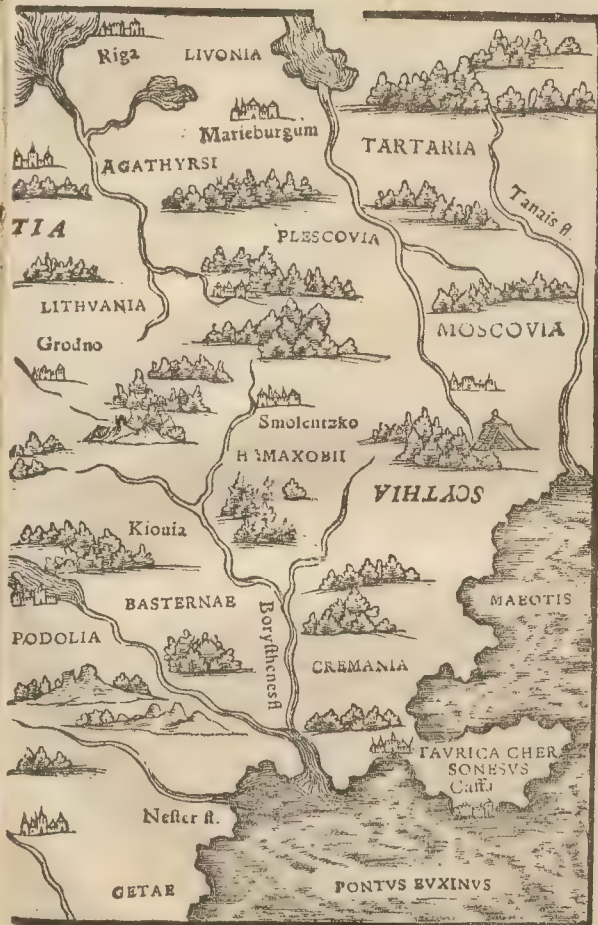 Riga
LIVONIA
Marieburgum
TARTARIA
AGATHYRSI
Tanais fl.
TIA
PLESCOVIA
LITHVANIA
MOSCOVIA
Grodno
Smolentzko
HAMAXOBII
SCYTHIA
Kiouia
BASTERNAE
MAEOTIS
Boryſthenes fl
PODOLIA
CREMANIA
TAVRICA CHER
SONESVS
Caffa
Neſter fl.
GETAE
PONTVS EVXINVS